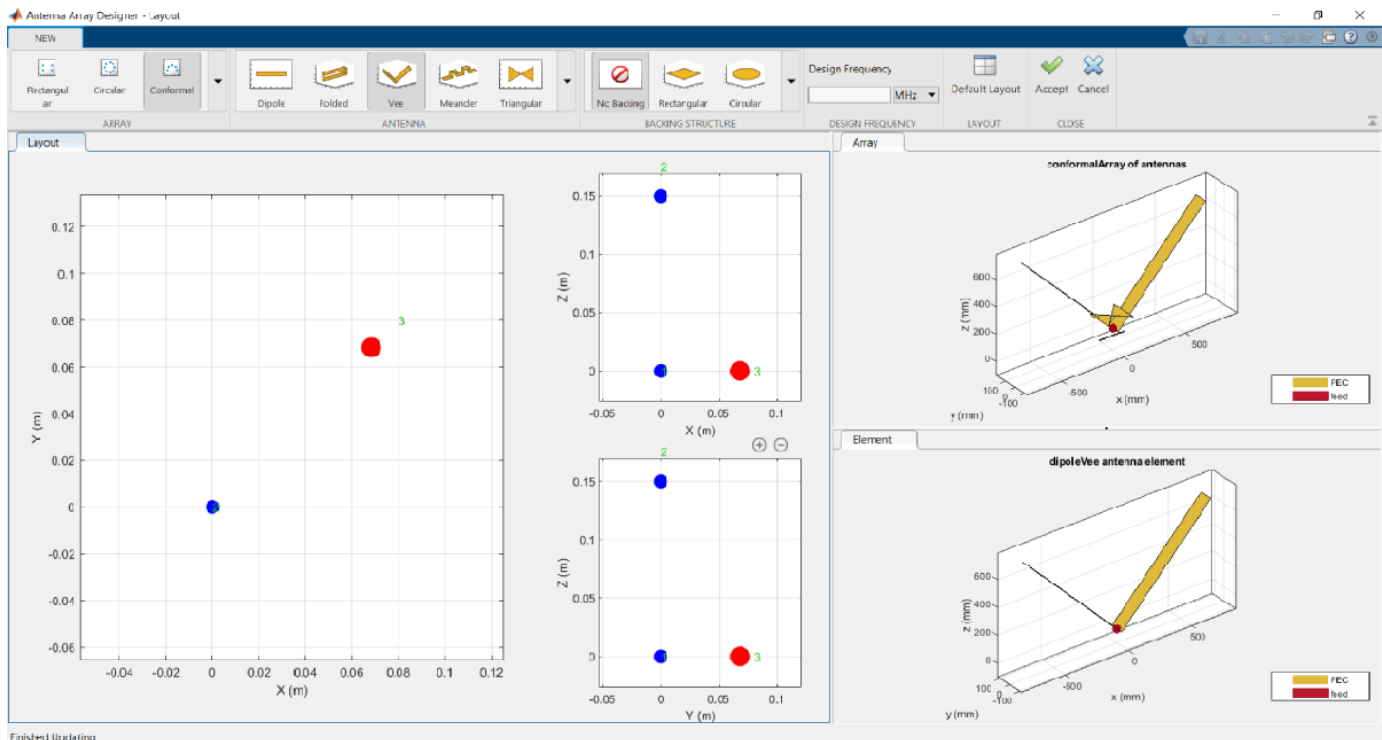 Antenna Array Designer - Layout
NEW
Rectangul
ar
Circular
Conformal
Dipole
Folded
Vee
Meander
Triangular
No Backing
Rectangular
Circular
Design Frequency
MHz
Default Layout
Accept
Cancel
ARRAY
ANTENNA
BACKING STRUCTURE
DESIGN FREQUENCY
LAYOUT
CLOSE
Layout
0.12
0.1
0.08
0.06
0.04
0.02
0
-0.02
-0.04
-0.06
Y (m)
3
-0.04
-0.02
0
0.02
0.04
0.06
0.08
0.1
0.12
X (m)
2
0.15
0.1
0.05
0
Z (m)
3
-0.05
0
0.05
0.1
X (m)
2
0.15
0.1
0.05
0
Z (m)
3
-0.05
0
0.05
0.1
Y (m)
Array
conformalArray of antennas
600
400
200
0
z (mm)
100
0
-100
y (mm)
-500
0
500
x (mm)
PEC
feed
Element
dipoleVee antenna element
600
400
200
0
z (mm)
100
0
-100
y (mm)
-500
0
500
x (mm)
PEC
feed
Finished Updating